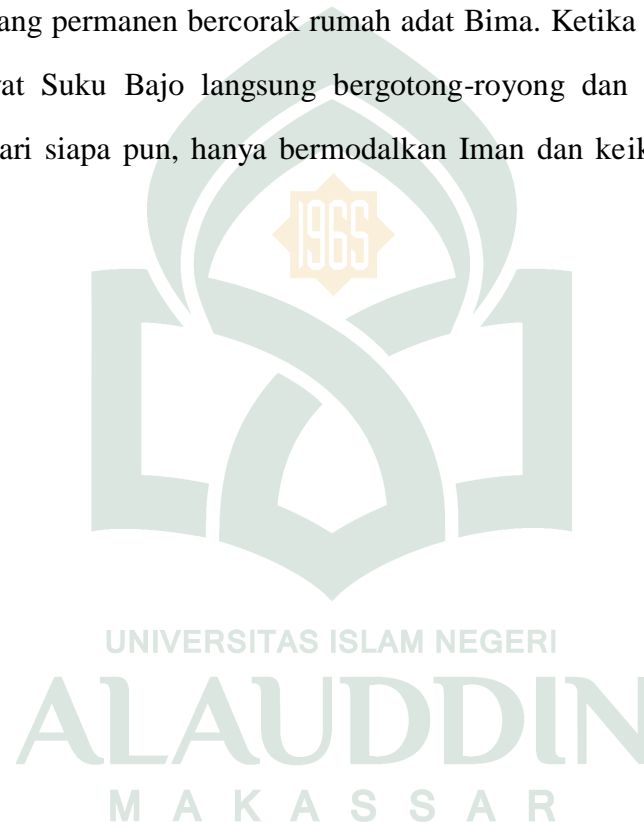 ang permanen bercorak rumah adat Bima. Ketika
at Suku Bajo langsung bergotong-royong dan
ari siapa pun, hanya bermodalkan Iman dan keik
1965
UNIVERSITAS ISLAM NEGERI
ALAUDDIN
MAKASSAR